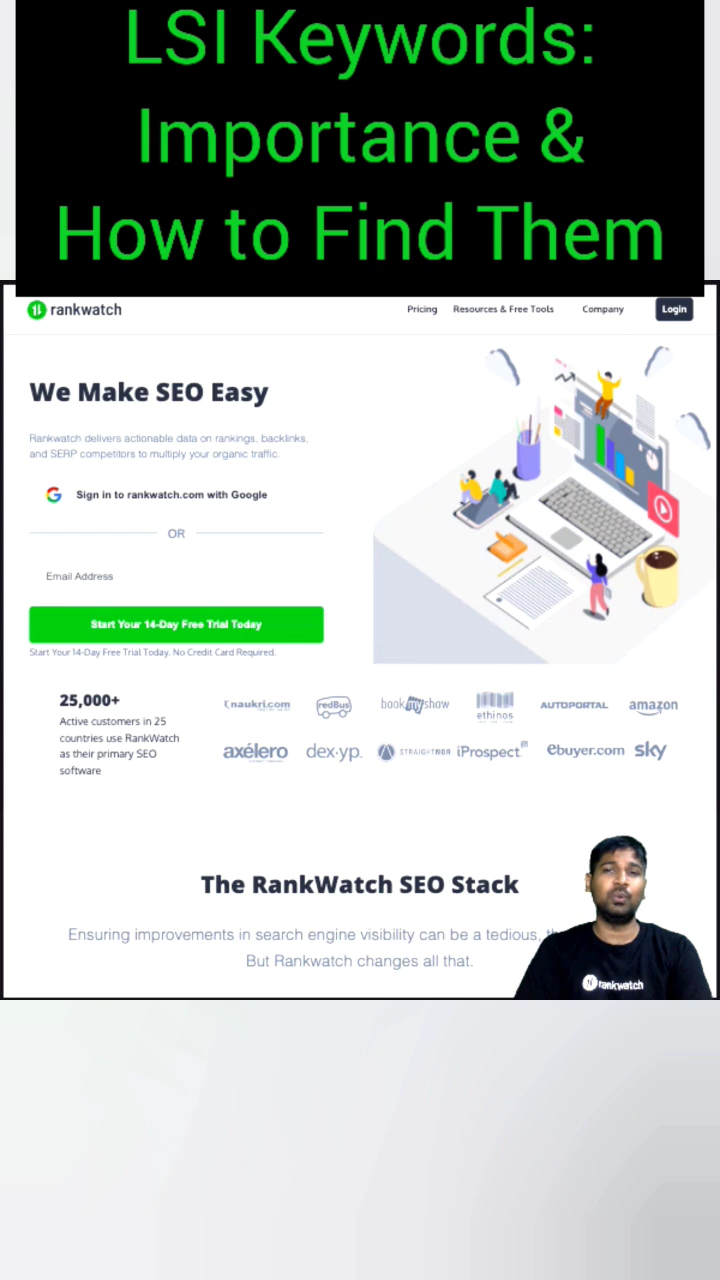 LSI Keywords:
Importance &
How to Find Them
rankwatch
Pricing Resources & Free Tools Company Login
We Make SEO Easy
Rankwatch delivers actionable data on rankings, backlinks,
and SERP competitors to multiply your organic traffic.
Sign in to rankwatch.com with Google
OR
Email Address
Start Your 14-Day Free Trial Today
Start Your 14-Day Free Trial Today. No Credit Card Required.
25,000+
Active customers in 25
countries use RankWatch
as their primary SEO
software
naukri.com redBus bookmyshow ethinos AUTOPORTAL amazon
axélero dex·yp. STRAIGHTNOR iProspect ebuyer.com sky
The RankWatch SEO Stack
Ensuring improvements in search engine visibility can be a tedious,
But Rankwatch changes all that.
rankwatch